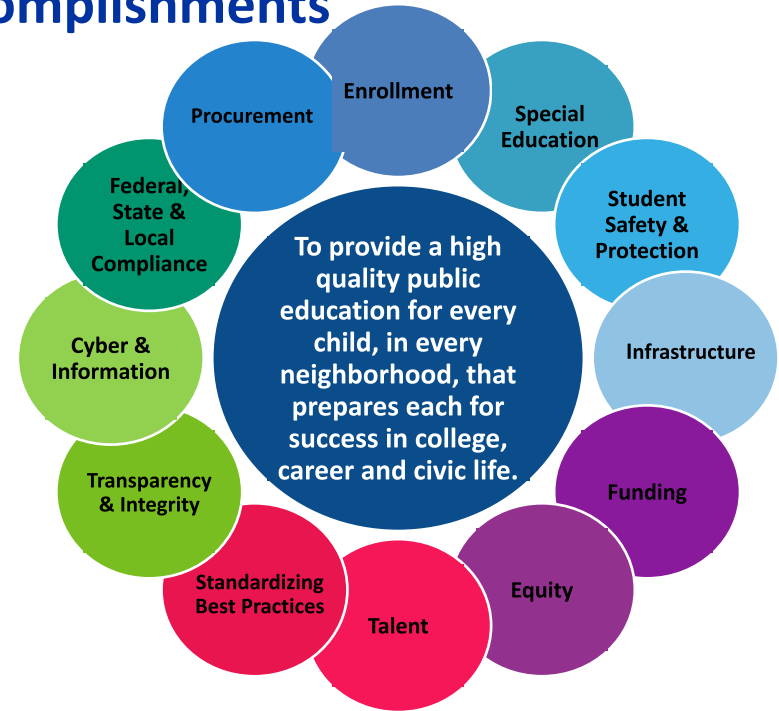 omplishments
Enrollment
Special
Education
Student
Safety &
Protection
Infrastructure
Funding
Equity
Talent
Standardizing
Best Practices
Transparency
& Integrity
Cyber &
Information
Federal,
State &
Local
Compliance
Procurement
To provide a high
quality public
education for every
child, in every
neighborhood, that
prepares each for
success in college,
career and civic life.